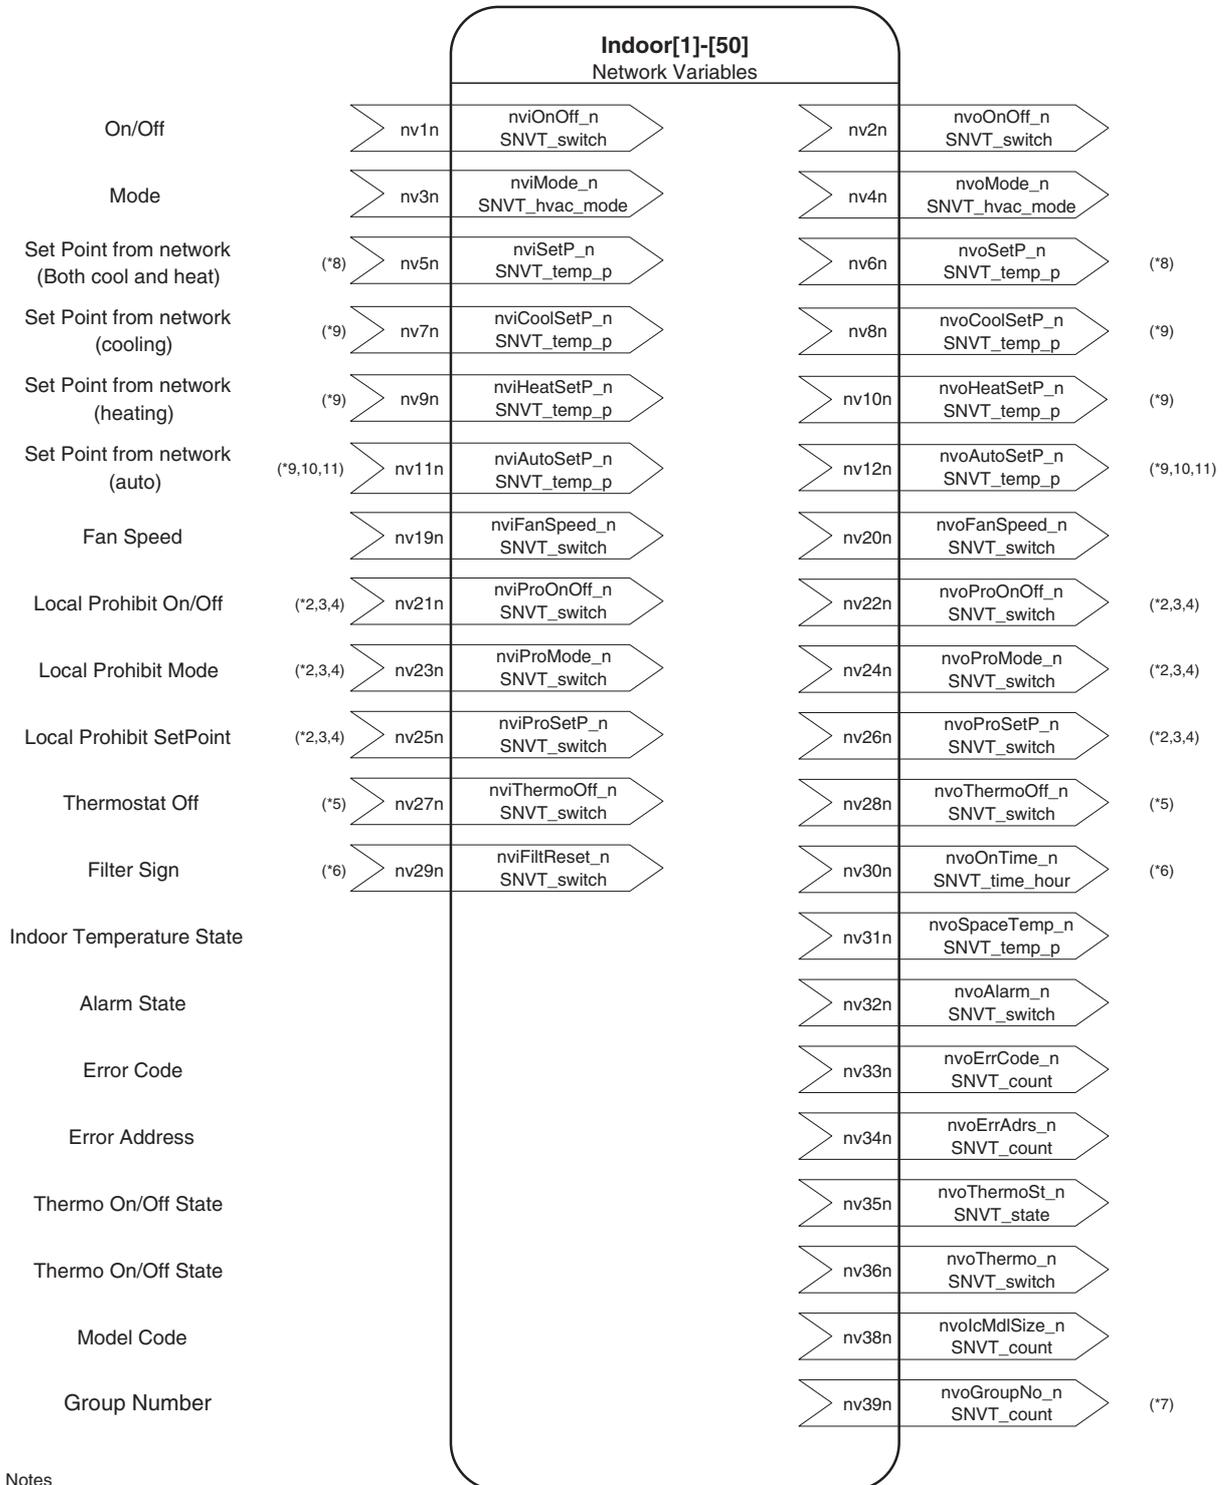 Indoor[1]-[50]
Network Variables
On/Off nv1n nviOnOff_n nv2n nvoOnOff_n
SNVT_switch SNVT_switch
Mode nv3n nviMode_n nv4n nvoMode_n
SNVT_hvac_mode SNVT_hvac_mode
Set Point from network (*8) nv5n nviSetP_n nv6n nvoSetP_n (*8)
(Both cool and heat) SNVT_temp_p SNVT_temp_p
Set Point from network (*9) nv7n nviCoolSetP_n nv8n nvoCoolSetP_n (*9)
(cooling) SNVT_temp_p SNVT_temp_p
Set Point from network (*9) nv9n nviHeatSetP_n nv10n nvoHeatSetP_n (*9)
(heating) SNVT_temp_p SNVT_temp_p
Set Point from network (*9,10,11) nv11n nviAutoSetP_n nv12n nvoAutoSetP_n (*9,10,11)
(auto) SNVT_temp_p SNVT_temp_p
Fan Speed nv19n nviFanSpeed_n nv20n nvoFanSpeed_n
SNVT_switch SNVT_switch
Local Prohibit On/Off (*2,3,4) nv21n nviProOnOff_n nv22n nvoProOnOff_n (*2,3,4)
SNVT_switch SNVT_switch
Local Prohibit Mode (*2,3,4) nv23n nviProMode_n nv24n nvoProMode_n (*2,3,4)
SNVT_switch SNVT_switch
Local Prohibit SetPoint (*2,3,4) nv25n nviProSetP_n nv26n nvoProSetP_n (*2,3,4)
SNVT_switch SNVT_switch
Thermostat Off (*5) nv27n nviThermoOff_n nv28n nvoThermoOff_n (*5)
SNVT_switch SNVT_switch
Filter Sign (*6) nv29n nviFiltReset_n nv30n nvoOnTime_n (*6)
SNVT_switch SNVT_time_hour
Indoor Temperature State nv31n nvoSpaceTemp_n
SNVT_temp_p
Alarm State nv32n nvoAlarm_n
SNVT_switch
Error Code nv33n nvoErrCode_n
SNVT_count
Error Address nv34n nvoErrAdrs_n
SNVT_count
Thermo On/Off State nv35n nvoThermoSt_n
SNVT_state
Thermo On/Off State nv36n nvoThermo_n
SNVT_switch
Model Code nv38n nvoIcMdlSize_n
SNVT_count
Group Number nv39n nvoGroupNo_n (*7)
SNVT_count
Notes